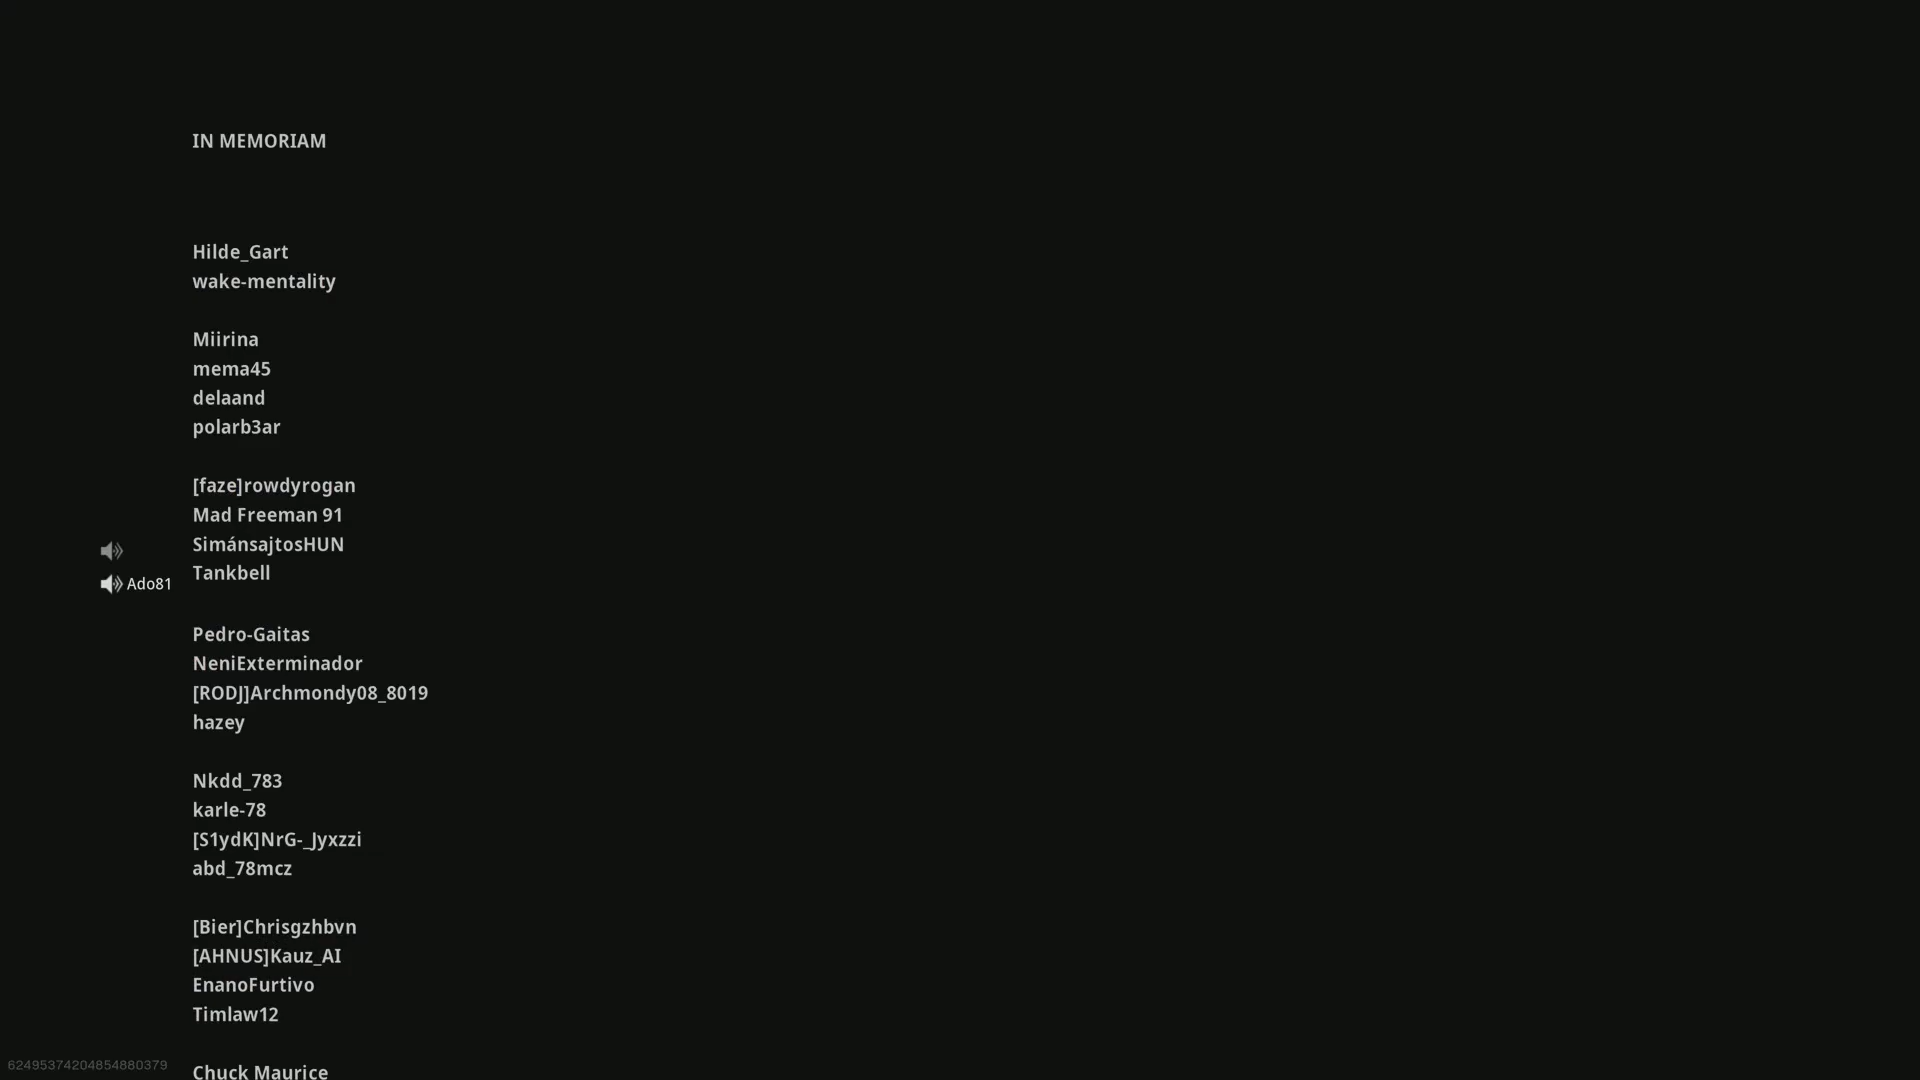 IN MEMORIAM
Hilde_Gart
wake-mentality
Miirina
mema45
delaand
polarb3ar
[faze]rowdyrogan
Mad Freeman 91
SimánsajtosHUN
Tankbell
Ado81
Pedro-Gaitas
NeniExterminador
[RODJ]Archmondy08_8019
hazey
Nkdd_783
karle-78
[S1ydK]NrG-_Jyxzzi
abd_78mcz
[Bier]Chrisgzhbvn
[AHNUS]Kauz_AI
EnanoFurtivo
Timlaw12
Chuck Maurice
62495374204854880379